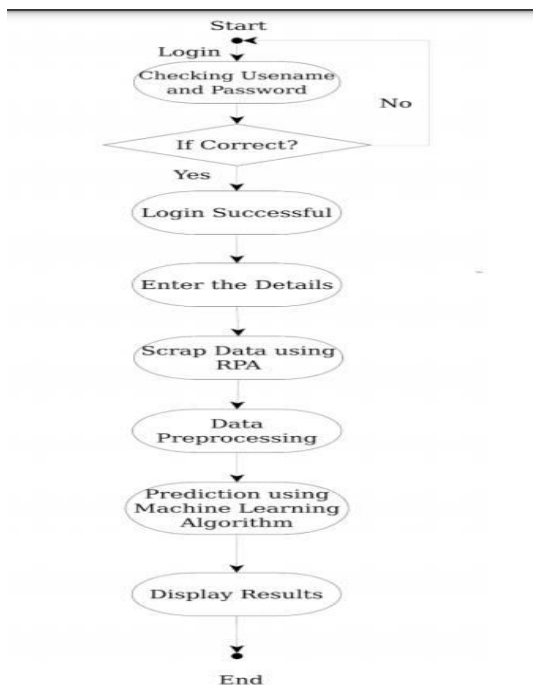 Start
Login
Checking Usename
and Password
No
If Correct?
Yes
Login Successful
Enter the Details
Scrap Data using
RPA
Data
Preprocessing
Prediction using
Machine Learning
Algorithm
Display Results
End